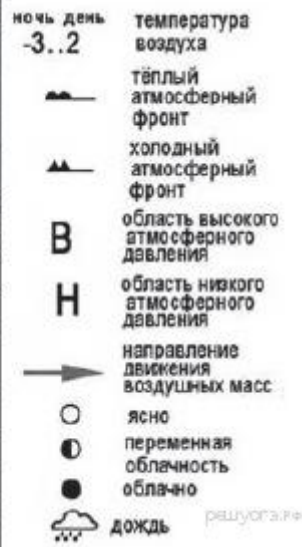 ночь день температура
-3..2 воздуха
тёплый
атмосферный
фронт
холодный
атмосферный
фронт
В
область высокого
атмосферного
давления
Н
область низкого
атмосферного
давления
направление
движения
воздушных масс
ясно
переменная
облачность
облачно
дождь
решуогэ.рф